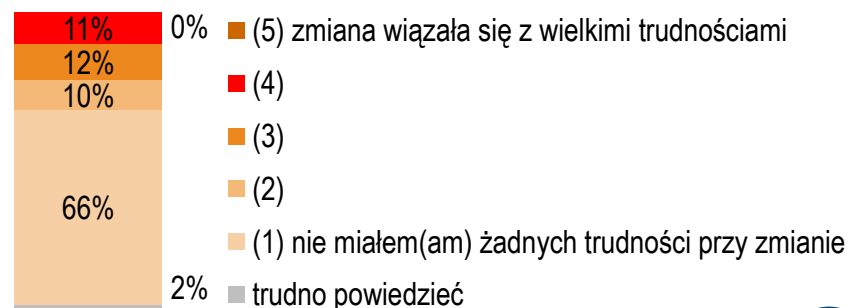 11% 0% (5) zmiana wiązała się z wielkimi trudnościami
12% (4)
10% (3)
(2)
66%
(1) nie miałem(am) żadnych trudności przy zmianie
2% trudno powiedzieć